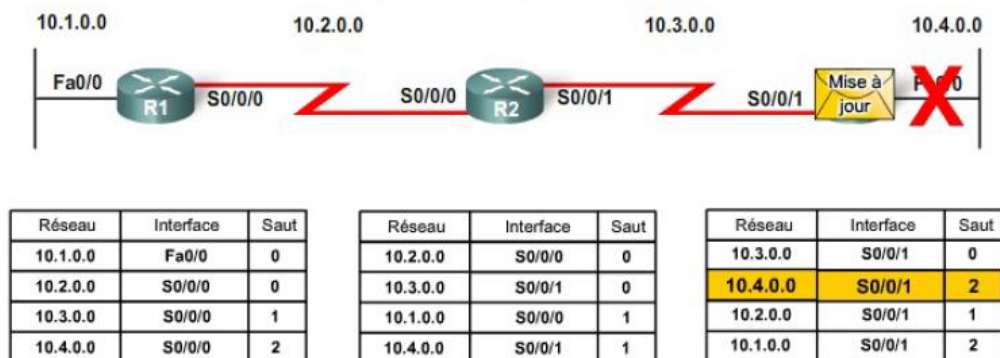 10.1.0.0 10.2.0.0 10.3.0.0 10.4.0.0
Fa0/0 R1 S0/0/0 S0/0/0 R2 S0/0/1 S0/0/1 Mise à
jour
Réseau Interface Saut
10.1.0.0 Fa0/0 0
10.2.0.0 S0/0/0 0
10.3.0.0 S0/0/0 1
10.4.0.0 S0/0/0 2
Réseau Interface Saut
10.2.0.0 S0/0/0 0
10.3.0.0 S0/0/1 0
10.1.0.0 S0/0/0 1
10.4.0.0 S0/0/1 1
Réseau Interface Saut
10.3.0.0 S0/0/1 0
10.4.0.0 S0/0/1 2
10.2.0.0 S0/0/1 1
10.1.0.0 S0/0/1 2